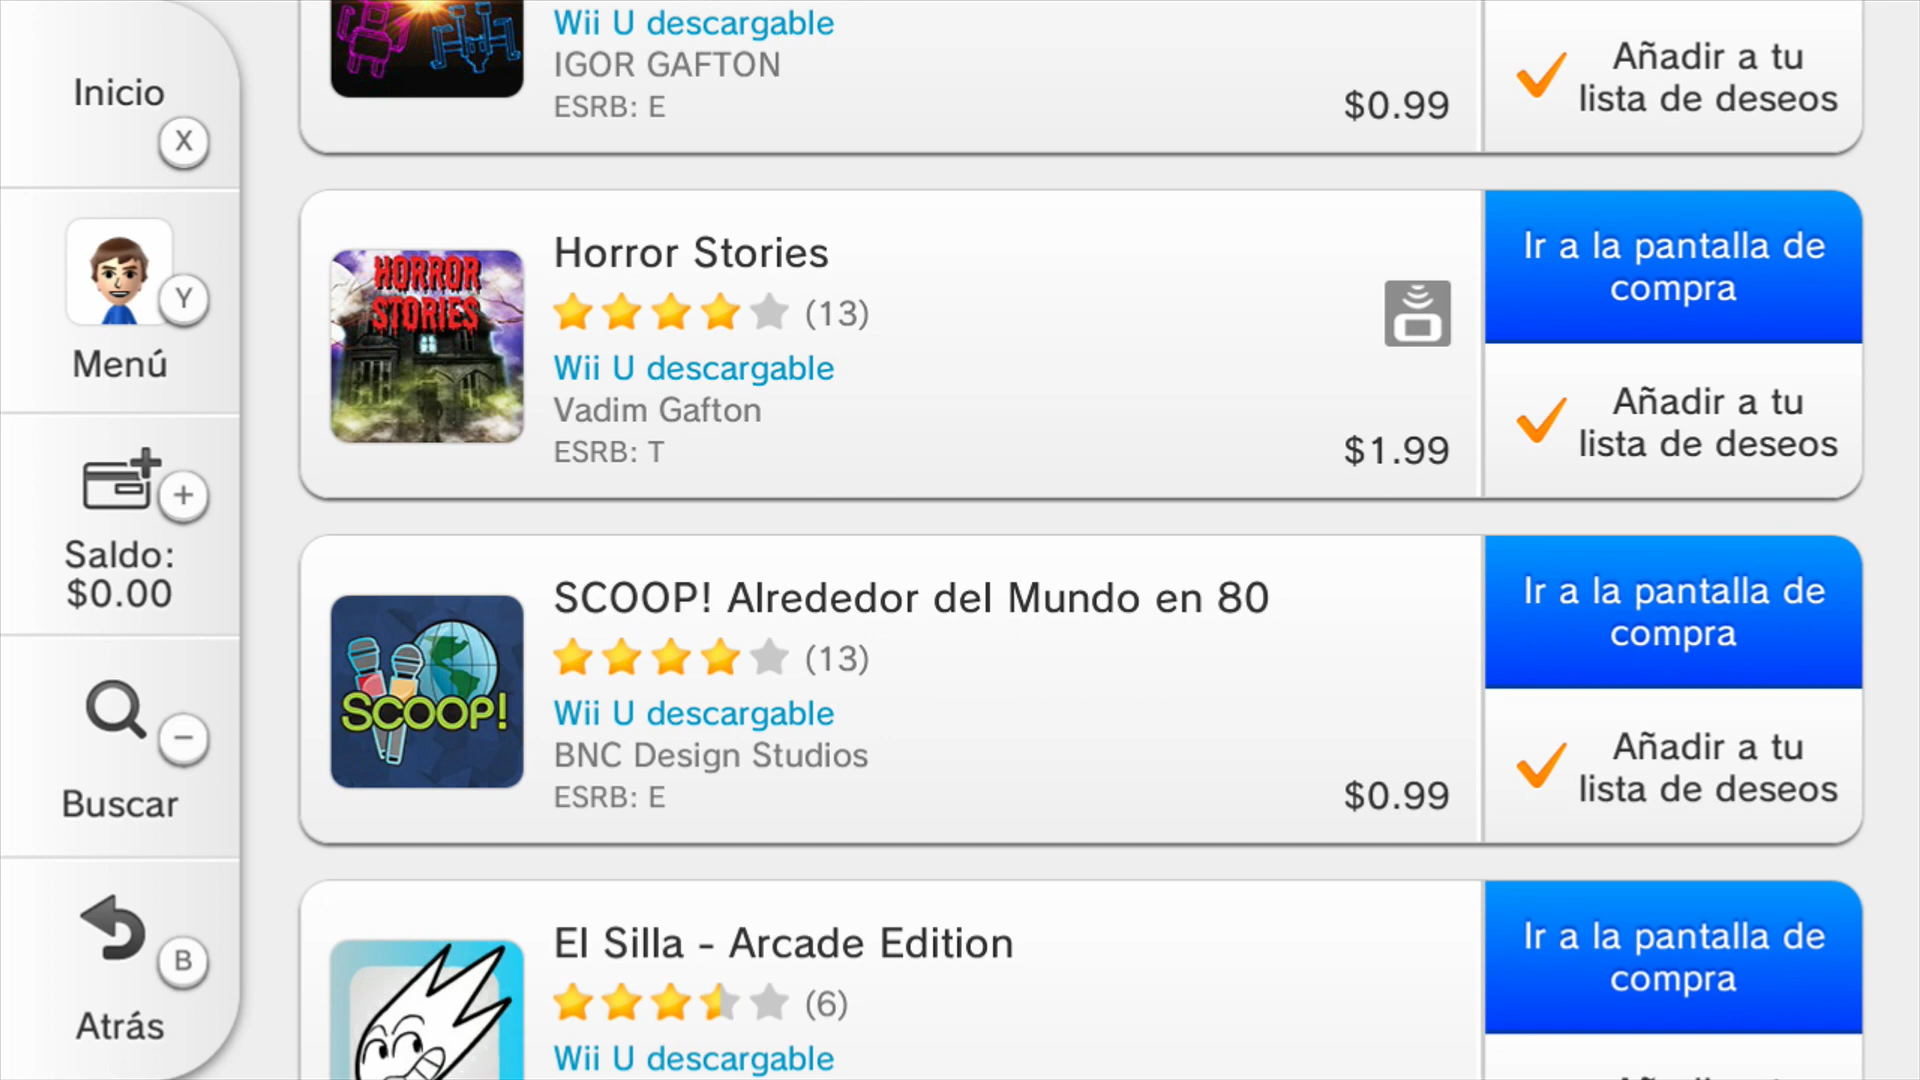 Inicio
X
Y
Menú
+
Saldo:
$0.00
−
Buscar
B
Atrás
Wii U descargable
IGOR GAFTON
ESRB: E
$0.99
Añadir a tu
lista de deseos
HORROR
STORIES
Horror Stories
(13)
Wii U descargable
Vadim Gafton
ESRB: T
$1.99
Ir a la pantalla de
compra
Añadir a tu
lista de deseos
SCOOP!
SCOOP! Alrededor del Mundo en 80
(13)
Wii U descargable
BNC Design Studios
ESRB: E
$0.99
Ir a la pantalla de
compra
Añadir a tu
lista de deseos
El Silla - Arcade Edition
(6)
Wii U descargable
Ir a la pantalla de
compra